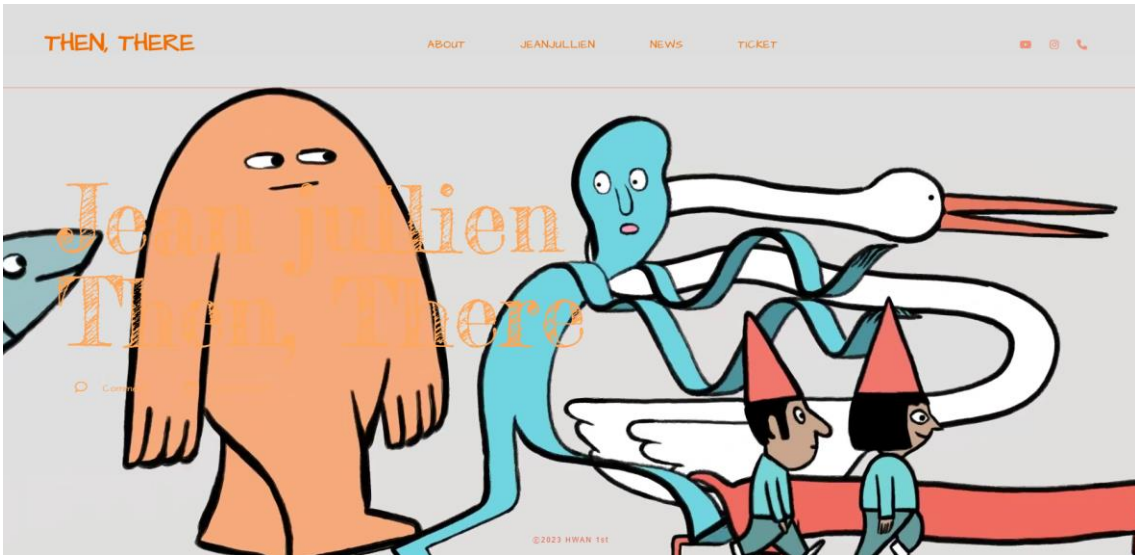 THEN, THERE
ABOUT
JEANJULLIEN
NEWS
TICKET
Jean jullien
Then, There
©2023 HWAN 1st